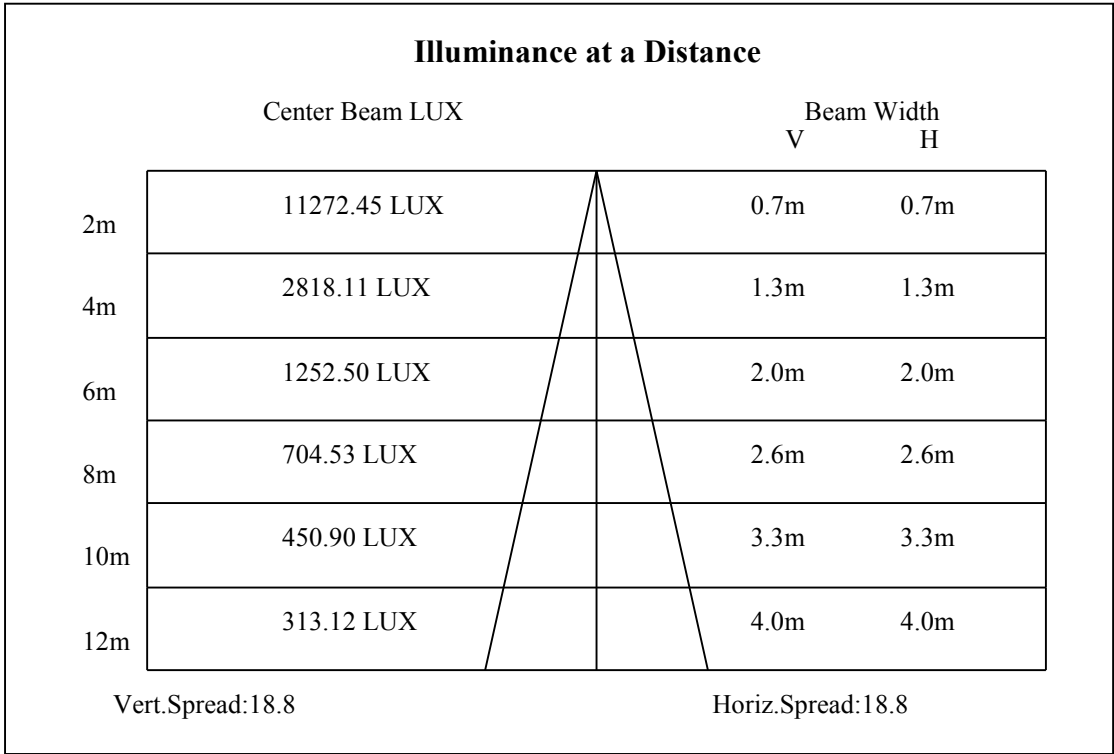 Illuminance at a Distance
Center Beam LUX Beam Width
V H
2m 11272.45 LUX 0.7m 0.7m
4m 2818.11 LUX 1.3m 1.3m
6m 1252.50 LUX 2.0m 2.0m
8m 704.53 LUX 2.6m 2.6m
10m 450.90 LUX 3.3m 3.3m
12m 313.12 LUX 4.0m 4.0m
Vert.Spread:18.8 Horiz.Spread:18.8